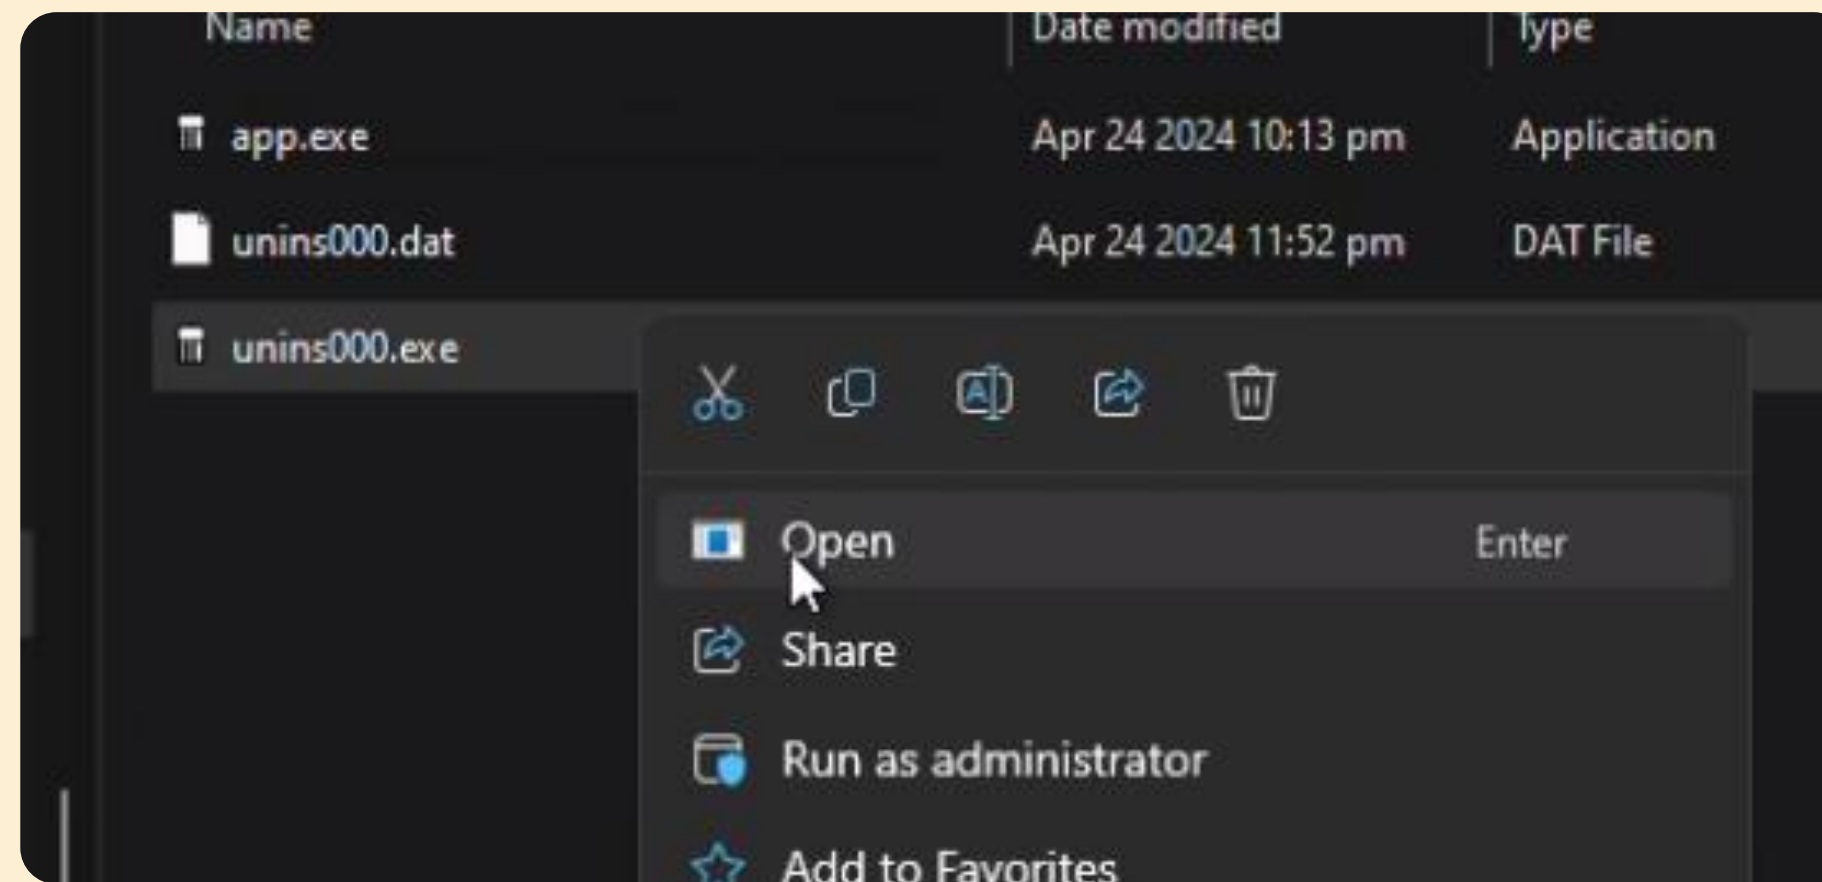 Name Date modified Type
app.exe Apr 24 2024 10:13 pm Application
unins000.dat Apr 24 2024 11:52 pm DAT File
unins000.exe
Open Enter
Share
Run as administrator
Add to Favorites